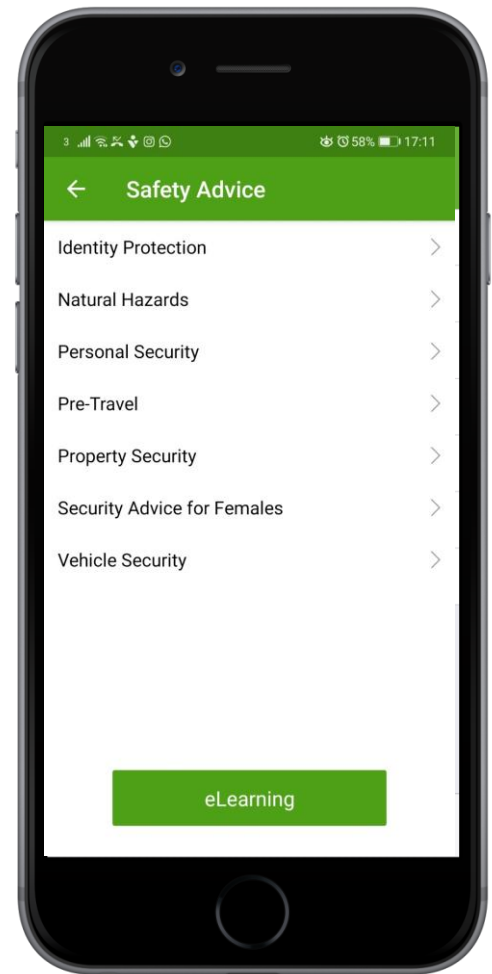 3 58% 17:11
Safety Advice
Identity Protection
Natural Hazards
Personal Security
Pre-Travel
Property Security
Security Advice for Females
Vehicle Security
eLearning